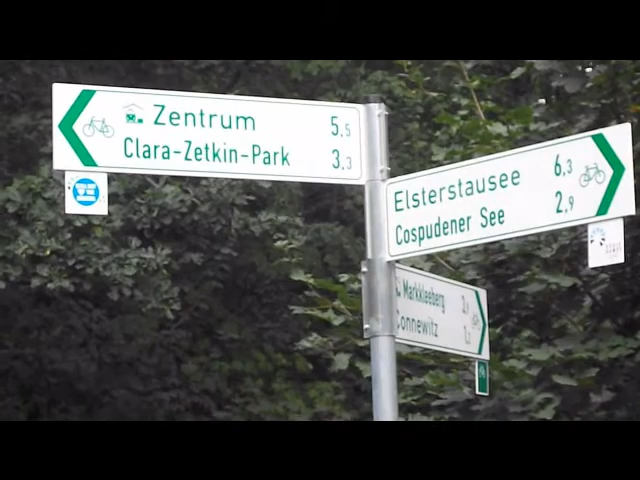 Zentrum 5,5
Clara-Zetkin-Park 3,3
Elsterstausee 6,3
Cospudener See 2,9
Markkleeberg
Connewitz